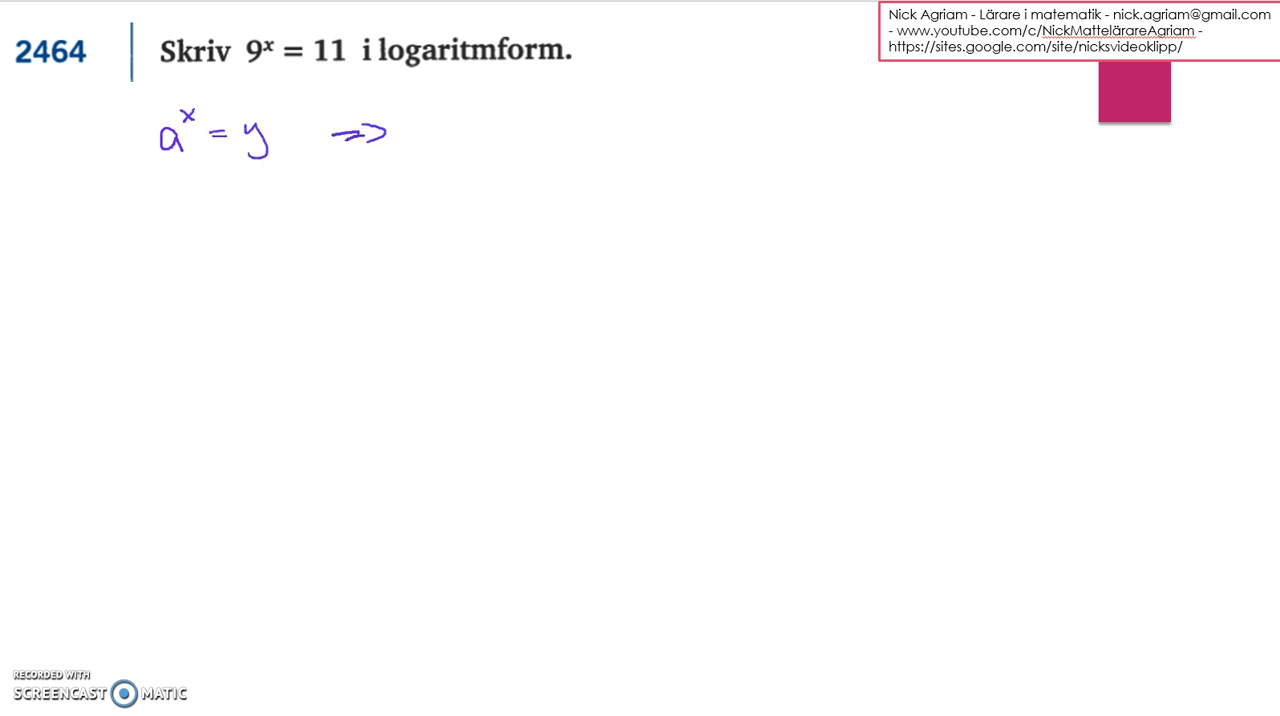 2464 Skriv 9ˣ = 11 i logaritmform.
Nick Agriam - Lärare i matematik - nick.agriam@gmail.com
- www.youtube.com/c/NickMattelärareAgriam -
https://sites.google.com/site/nicksvideoklipp/
aˣ = y ⇒
RECORDED WITH
SCREENCAST MATIC